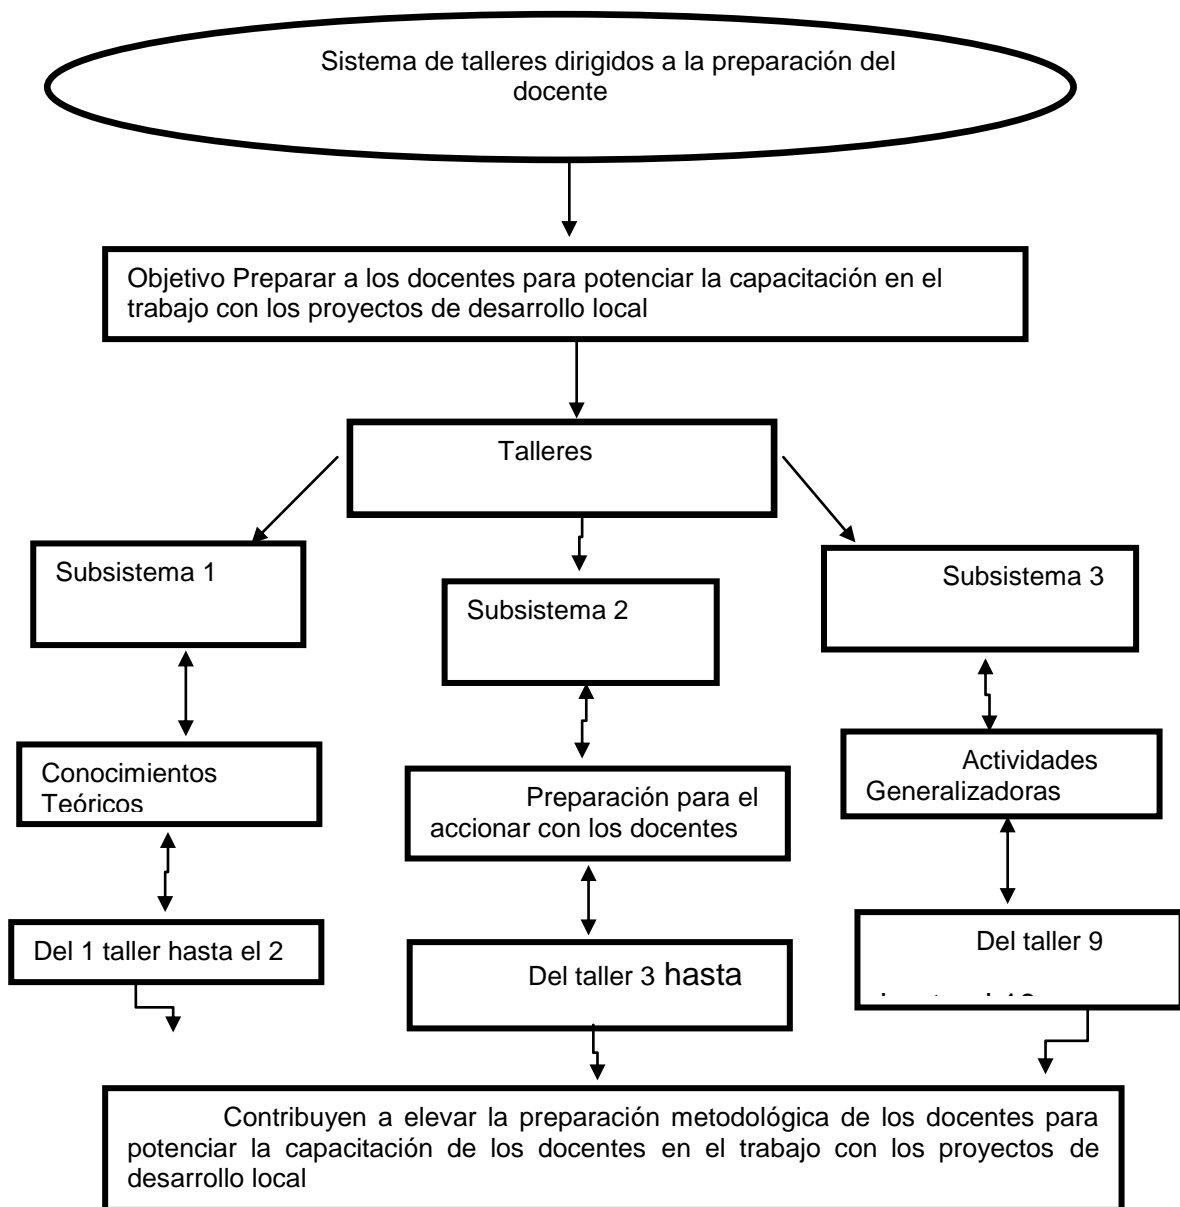 Sistema de talleres dirigidos a la preparación del
docente
Objetivo Preparar a los docentes para potenciar la capacitación en el
trabajo con los proyectos de desarrollo local
Talleres
Subsistema 1
Subsistema 2
Subsistema 3
Conocimientos
Teóricos
Preparación para el
accionar con los docentes
Actividades
Generalizadoras
Del 1 taller hasta el 2
Del taller 3 hasta
Del taller 9
Contribuyen a elevar la preparación metodológica de los docentes para
potenciar la capacitación de los docentes en el trabajo con los proyectos de
desarrollo local